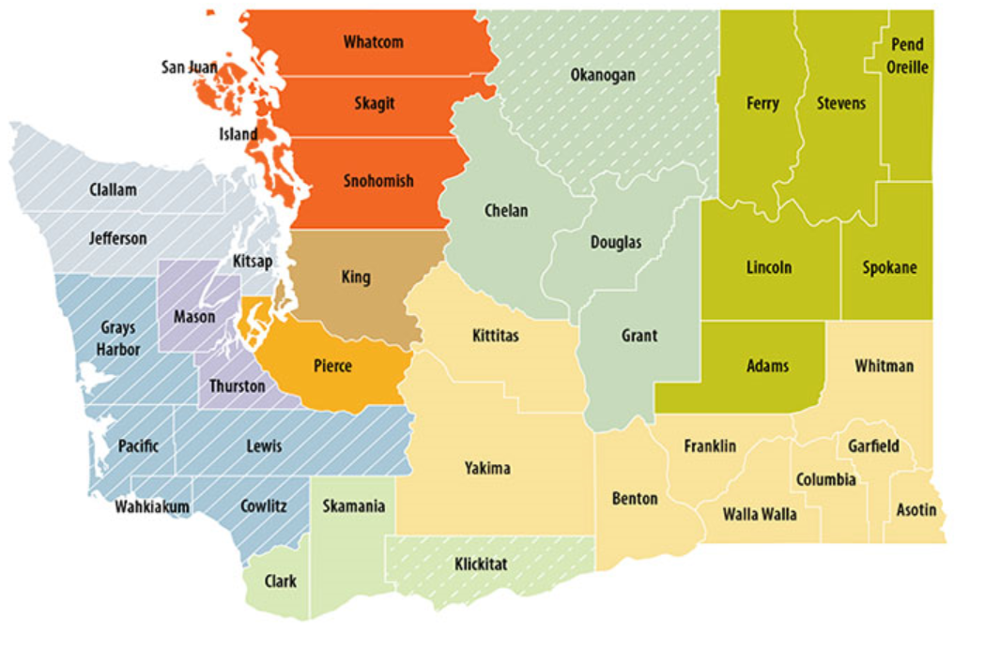 Whatcom
Pend
Oreille
San Juan
Okanogan
Skagit
Ferry
Stevens
Island
Snohomish
Clallam
Chelan
Jefferson
Douglas
Kitsap
Lincoln
Spokane
King
Mason
Grays
Harbor
Kittitas
Grant
Pierce
Adams
Whitman
Thurston
Pacific
Lewis
Franklin
Garfield
Yakima
Columbia
Wahkiakum
Cowlitz
Skamania
Benton
Walla Walla
Asotin
Klickitat
Clark